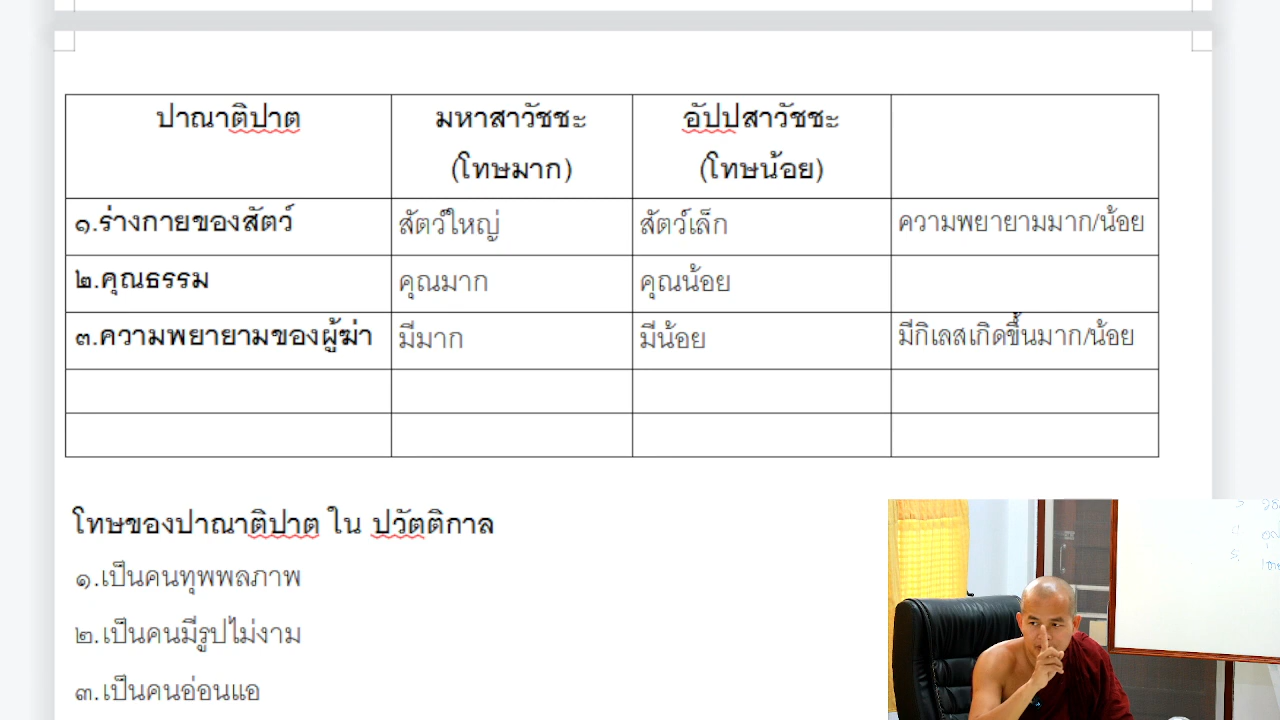 ปาณาติปาต มหาสาวัชชะ อัปปสาวัชชะ
(โทษมาก) (โทษน้อย)
๑.ร่างกายของสัตว์ สัตว์ใหญ่ สัตว์เล็ก ความพยายามมาก/น้อย
๒.คุณธรรม คุณมาก คุณน้อย
๓.ความพยายามของผู้ฆ่า มีมาก มีน้อย มีกิเลสเกิดขึ้นมาก/น้อย
โทษของปาณาติปาต ใน ปวัตติกาล
๑.เป็นคนทุพพลภาพ
๒.เป็นคนมีรูปไม่งาม
๓.เป็นคนอ่อนแอ